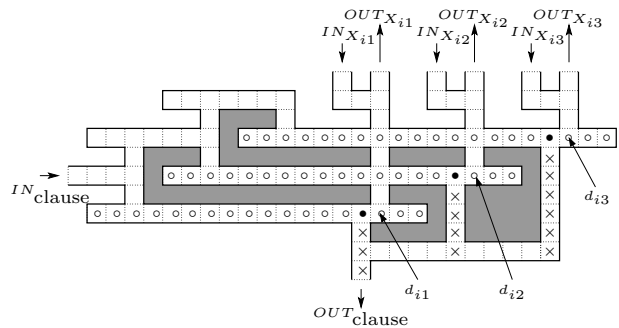 OUT_{X_{i1}} OUT_{X_{i2}} OUT_{X_{i3}}
IN_{X_{i1}} IN_{X_{i2}} IN_{X_{i3}}
IN_{clause}
d_{i3}
d_{i1} d_{i2}
OUT_{clause}